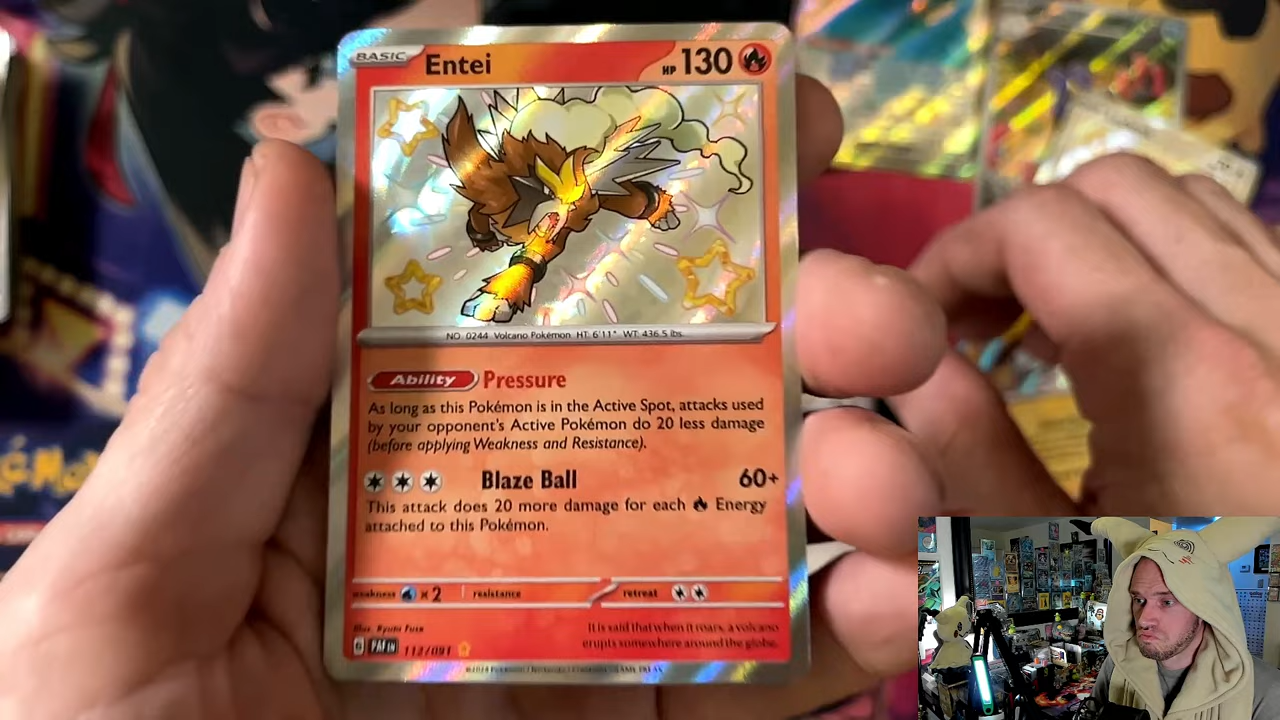 BASIC Entei HP 130
NO. 0244 Volcano Pokémon HT: 6'11" WT: 436.5 lbs.
Ability Pressure
As long as this Pokémon is in the Active Spot, attacks used
by your opponent's Active Pokémon do 20 less damage
(before applying Weakness and Resistance).
Blaze Ball 60+
This attack does 20 more damage for each Energy
attached to this Pokémon.
weakness ×2 resistance retreat
Illus. Ryuta Fuse
It is said that when it roars, a volcano
G PAF EN 112/091
erupts somewhere around the globe.